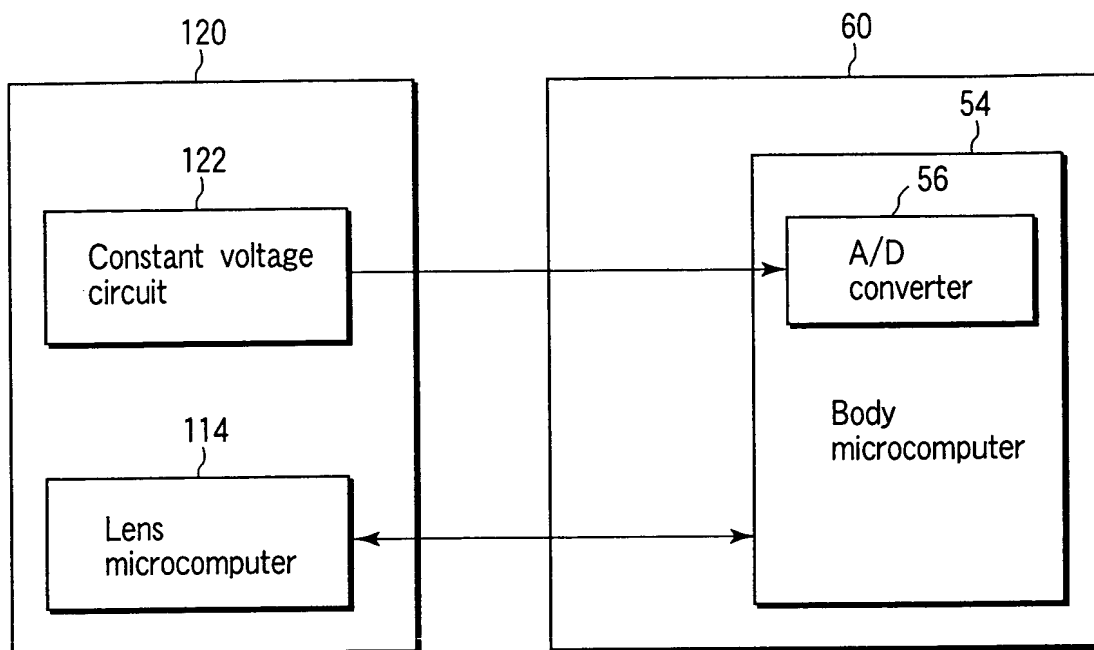 120
60
54
122
56
Constant voltage
circuit
A/D
converter
114
Body
microcomputer
Lens
microcomputer